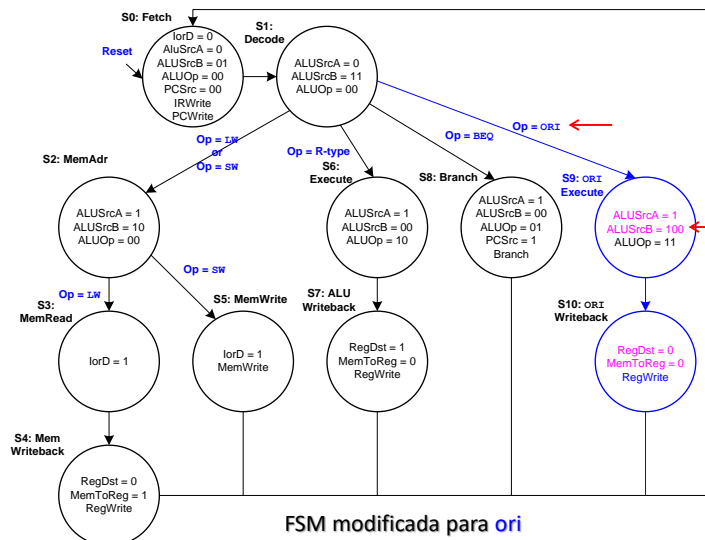 S0: Fetch
IorD = 0
AluSrcA = 0
ALUSrcB = 01
ALUOp = 00
PCSrc = 00
IRWrite
PCWrite
Reset
S1:
Decode
ALUSrcA = 0
ALUSrcB = 11
ALUOp = 00
Op = LW
or
Op = SW
Op = R-type
Op = BEQ
Op = ORI
S2: MemAdr
ALUSrcA = 1
ALUSrcB = 10
ALUOp = 00
S6:
Execute
ALUSrcA = 1
ALUSrcB = 00
ALUOp = 10
S8: Branch
ALUSrcA = 1
ALUSrcB = 00
ALUOp = 01
PCSrc = 1
Branch
S9: ORI
Execute
ALUSrcA = 1
ALUSrcB = 100
ALUOp = 11
Op = LW
Op = SW
S3:
MemRead
IorD = 1
S5: MemWrite
IorD = 1
MemWrite
S7: ALU
Writeback
RegDst = 1
MemToReg = 0
RegWrite
S10: ORI
Writeback
RegDst = 0
MemToReg = 0
RegWrite
S4: Mem
Writeback
RegDst = 0
MemToReg = 1
RegWrite
FSM modificada para ori